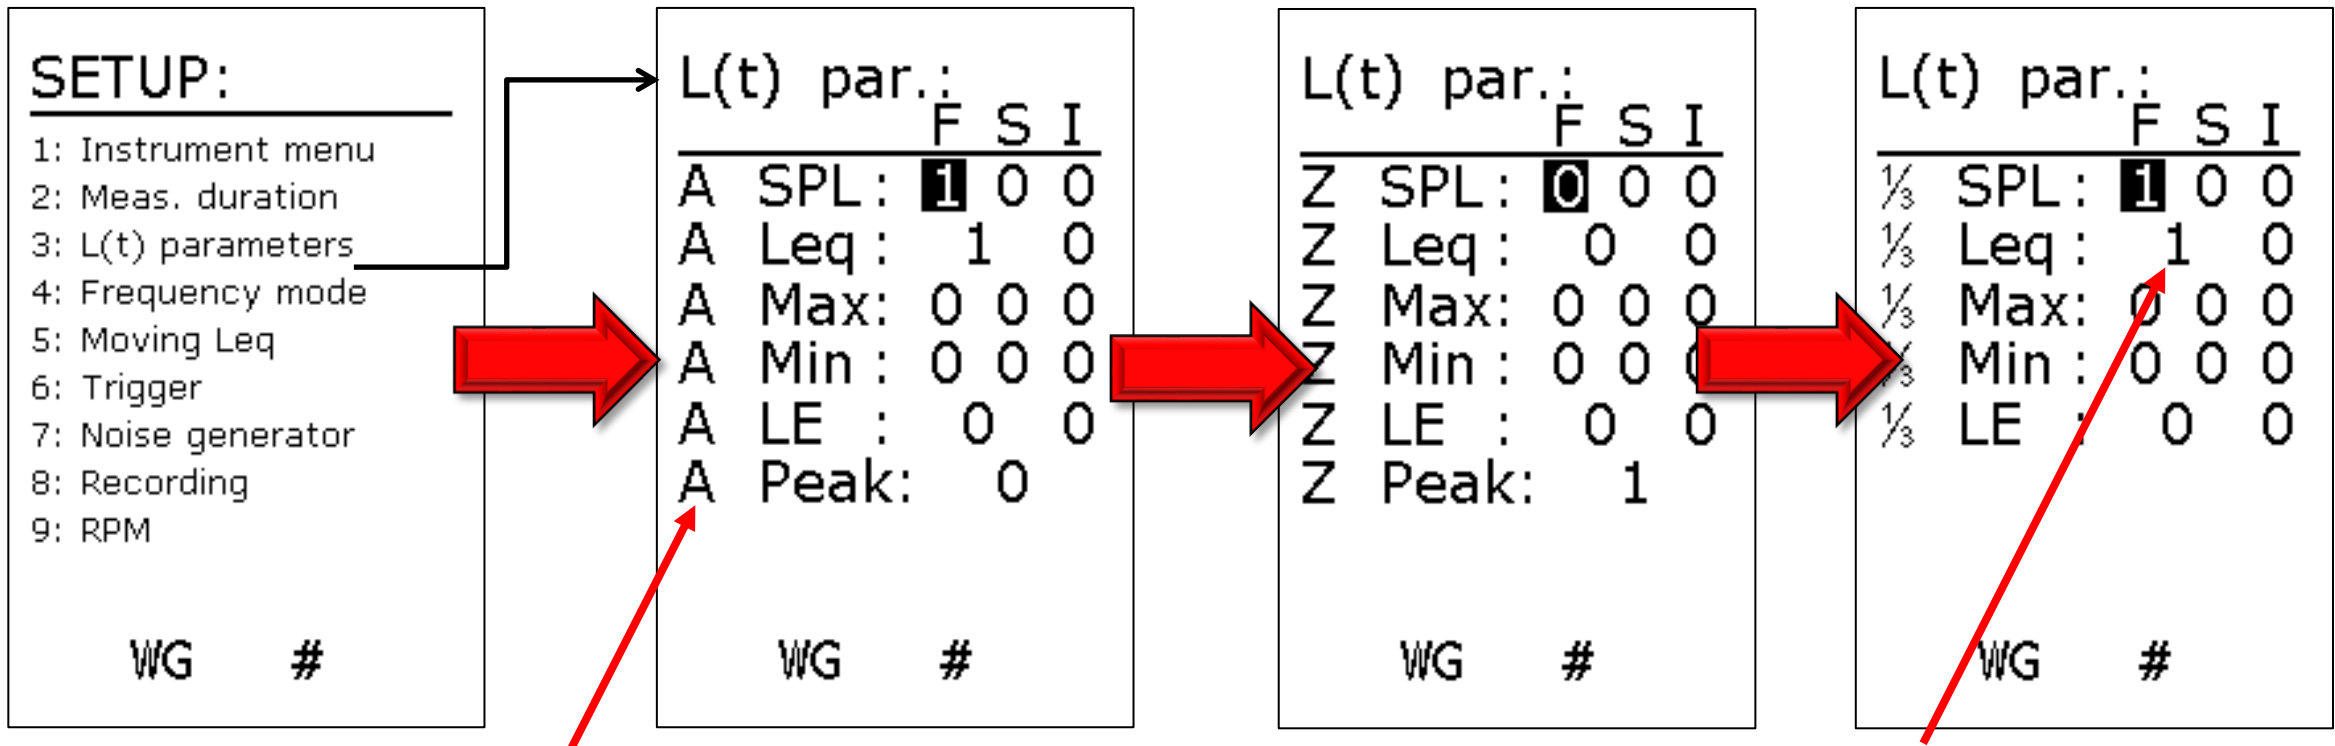 SETUP:
1: Instrument menu
2: Meas. duration
3: L(t) parameters
4: Frequency mode
5: Moving Leq
6: Trigger
7: Noise generator
8: Recording
9: RPM
WG #
L(t) par.:
F S I
A SPL: 1 0 0
A Leq: 1 0
A Max: 0 0 0
A Min: 0 0 0
A LE : 0 0
A Peak: 0
WG #
L(t) par.:
F S I
Z SPL: 0 0 0
Z Leq: 0 0
Z Max: 0 0 0
Z Min: 0 0 0
Z LE : 0 0
Z Peak: 1
WG #
L(t) par.:
F S I
⅓ SPL: 1 0 0
⅓ Leq: 1 0
⅓ Max: 0 0 0
⅓ Min: 0 0 0
⅓ LE : 0 0
WG #